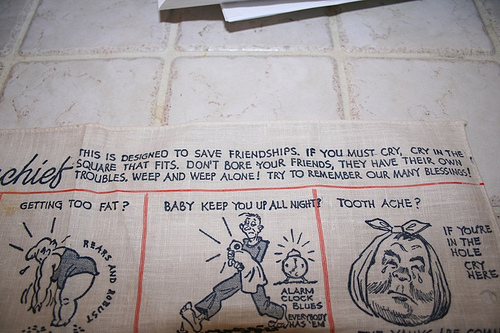 chief
THIS IS DESIGNED TO SAVE FRIENDSHIPS. IF YOU MUST CRY, CRY IN THE
SQUARE THAT FITS. DON'T BORE YOUR FRIENDS, THEY HAVE THEIR OWN
TROUBLES, WEEP AND WEEP ALONE! TRY TO REMEMBER OUR MANY BLESSINGS!
GETTING TOO FAT?
REARS AND ROBUST
BABY KEEP YOU UP ALL NIGHT?
ALARM
CLOCK
BLUES
EVERYBODY
HAS 'EM
TOOTH ACHE?
IF YOU'RE
IN THE
HOLE
CRY
HERE